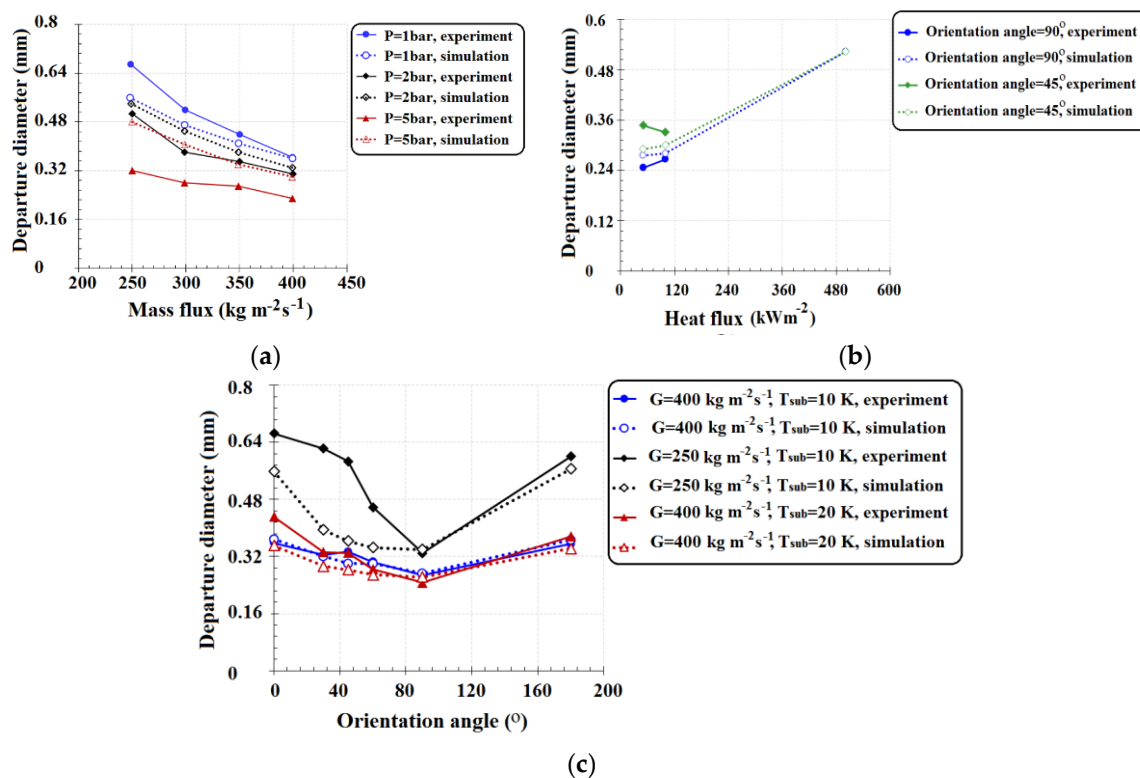 0.8
0.64
0.48
0.32
0.16
0
Departure diameter (mm)
200 250 300 350 400 450
Mass flux (kg m⁻²s⁻¹)
P=1bar, experiment
P=1bar, simulation
P=2bar, experiment
P=2bar, simulation
P=5bar, experiment
P=5bar, simulation
(a)
0.6
0.48
0.36
0.24
0.12
0
Departure diameter (mm)
0 120 240 360 480 600
Heat flux (kWm⁻²)
Orientation angle=90,° experiment
Orientation angle=90,° simulation
Orientation angle=45,° experiment
Orientation angle=45,° simulation
(b)
0.8
0.64
0.48
0.32
0.16
0
Departure diameter (mm)
0 40 80 120 160 200
Orientation angle (°)
G=400 kg m⁻²s⁻¹, Tsub=10 K, experiment
G=400 kg m⁻²s⁻¹, Tsub=10 K, simulation
G=250 kg m⁻²s⁻¹, Tsub=10 K, experiment
G=250 kg m⁻²s⁻¹, Tsub=10 K, simulation
G=400 kg m⁻²s⁻¹, Tsub=20 K, experiment
G=400 kg m⁻²s⁻¹, Tsub=20 K, simulation
(c)